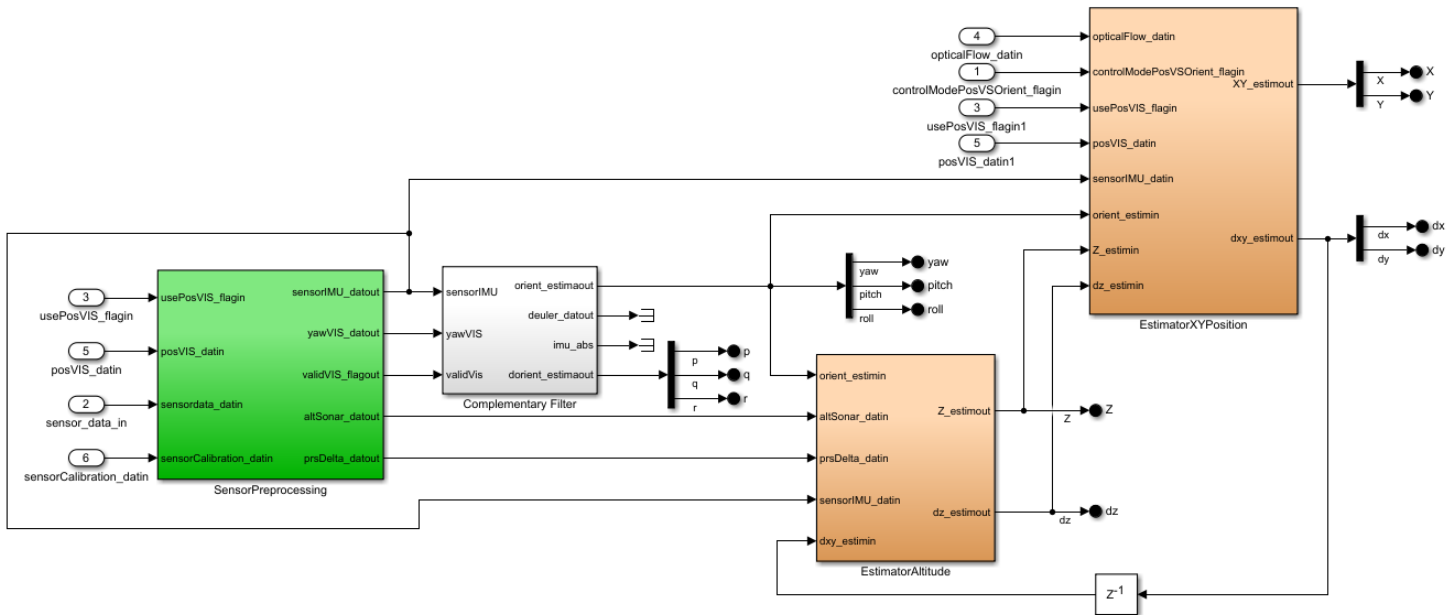 4
opticalFlow_datin
1
controlModePosVSOrient_flagin
3
usePosVIS_flagin1
5
posVIS_datin1
opticalFlow_datin
controlModePosVSOrient_flagin
usePosVIS_flagin
posVIS_datin
sensorIMU_datin
orient_estimin
Z_estimin
dz_estimin
XY_estimout
dxy_estimout
EstimatorXYPosition
X
X
Y
Y
dx
dx
dy
dy
3
usePosVIS_flagin
5
posVIS_datin
2
sensor_data_in
6
sensorCalibration_datin
usePosVIS_flagin
posVIS_datin
sensordata_datin
sensorCalibration_datin
sensorIMU_datout
yawVIS_datout
validVIS_flagout
altSonar_datout
prsDelta_datout
SensorPreprocessing
sensorIMU
yawVIS
validVis
orient_estimaout
deuler_datout
imu_abs
dorient_estimaout
Complementary Filter
yaw
yaw
pitch
pitch
roll
roll
p
p
q
q
r
r
orient_estimin
altSonar_datin
prsDelta_datin
sensorIMU_datin
dxy_estimin
Z_estimout
dz_estimout
EstimatorAltitude
Z
Z
dz
dz
Z-1